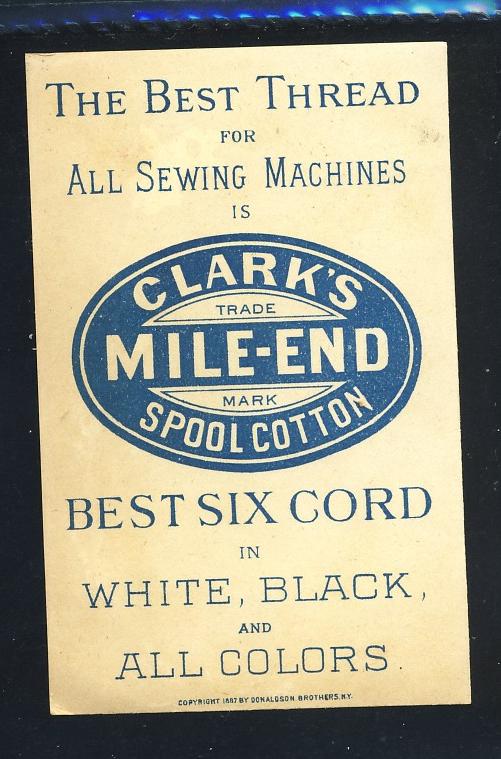 THE BEST THREAD
FOR
ALL SEWING MACHINES
IS
CLARK'S
TRADE
MILE-END
MARK
SPOOL COTTON
BEST SIX CORD
IN
WHITE, BLACK,
AND
ALL COLORS.
COPYRIGHT 1887 BY DONALDSON BROTHERS, N.Y.